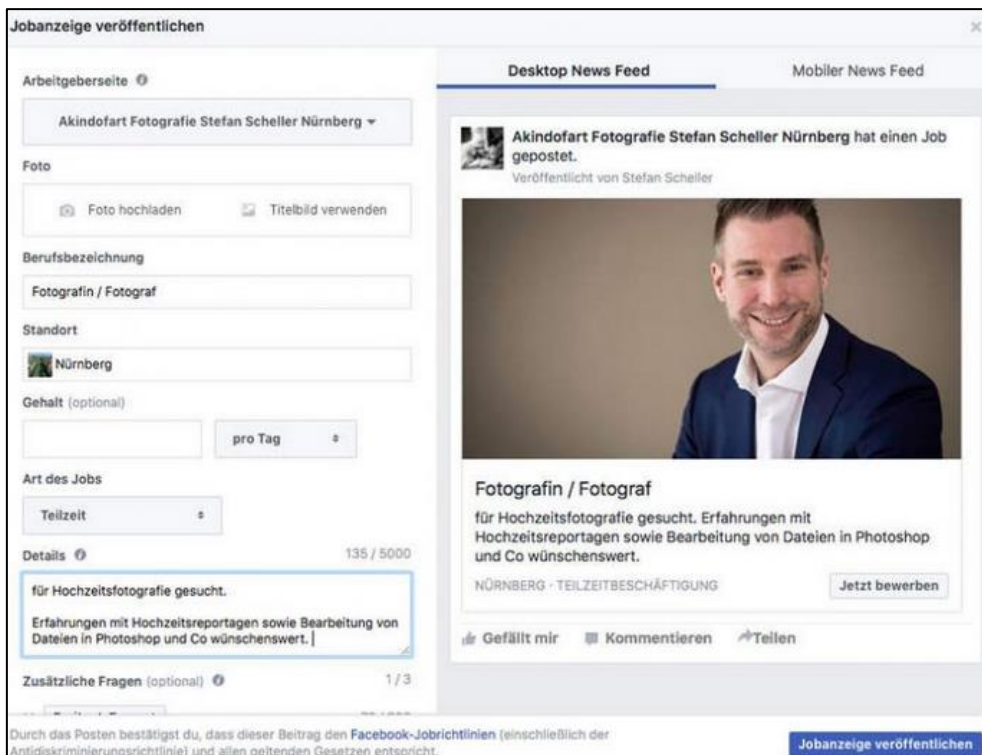 Jobanzeige veröffentlichen
Arbeitgeberseite
Akindofart Fotografie Stefan Scheller Nürnberg
Foto
Foto hochladen
Titelbild verwenden
Berufsbezeichnung
Fotografin / Fotograf
Standort
Nürnberg
Gehalt (optional)
pro Tag
Art des Jobs
Teilzeit
Details
135 / 5000
für Hochzeitsfotografie gesucht.
Erfahrungen mit Hochzeitsreportagen sowie Bearbeitung von
Dateien in Photoshop und Co wünschenswert.
Zusätzliche Fragen (optional)
1 / 3
Desktop News Feed
Mobiler News Feed
Akindofart Fotografie Stefan Scheller Nürnberg hat einen Job
gepostet.
Veröffentlicht von Stefan Scheller
Fotografin / Fotograf
für Hochzeitsfotografie gesucht. Erfahrungen mit
Hochzeitsreportagen sowie Bearbeitung von Dateien in Photoshop
und Co wünschenswert.
NÜRNBERG · TEILZEITBESCHÄFTIGUNG
Jetzt bewerben
Gefällt mir
Kommentieren
Teilen
Durch das Posten bestätigst du, dass dieser Beitrag den Facebook-Jobrichtlinien (einschließlich der
Antidiskriminierungsrichtlinie) und allen geltenden Gesetzen entspricht.
Jobanzeige veröffentlichen